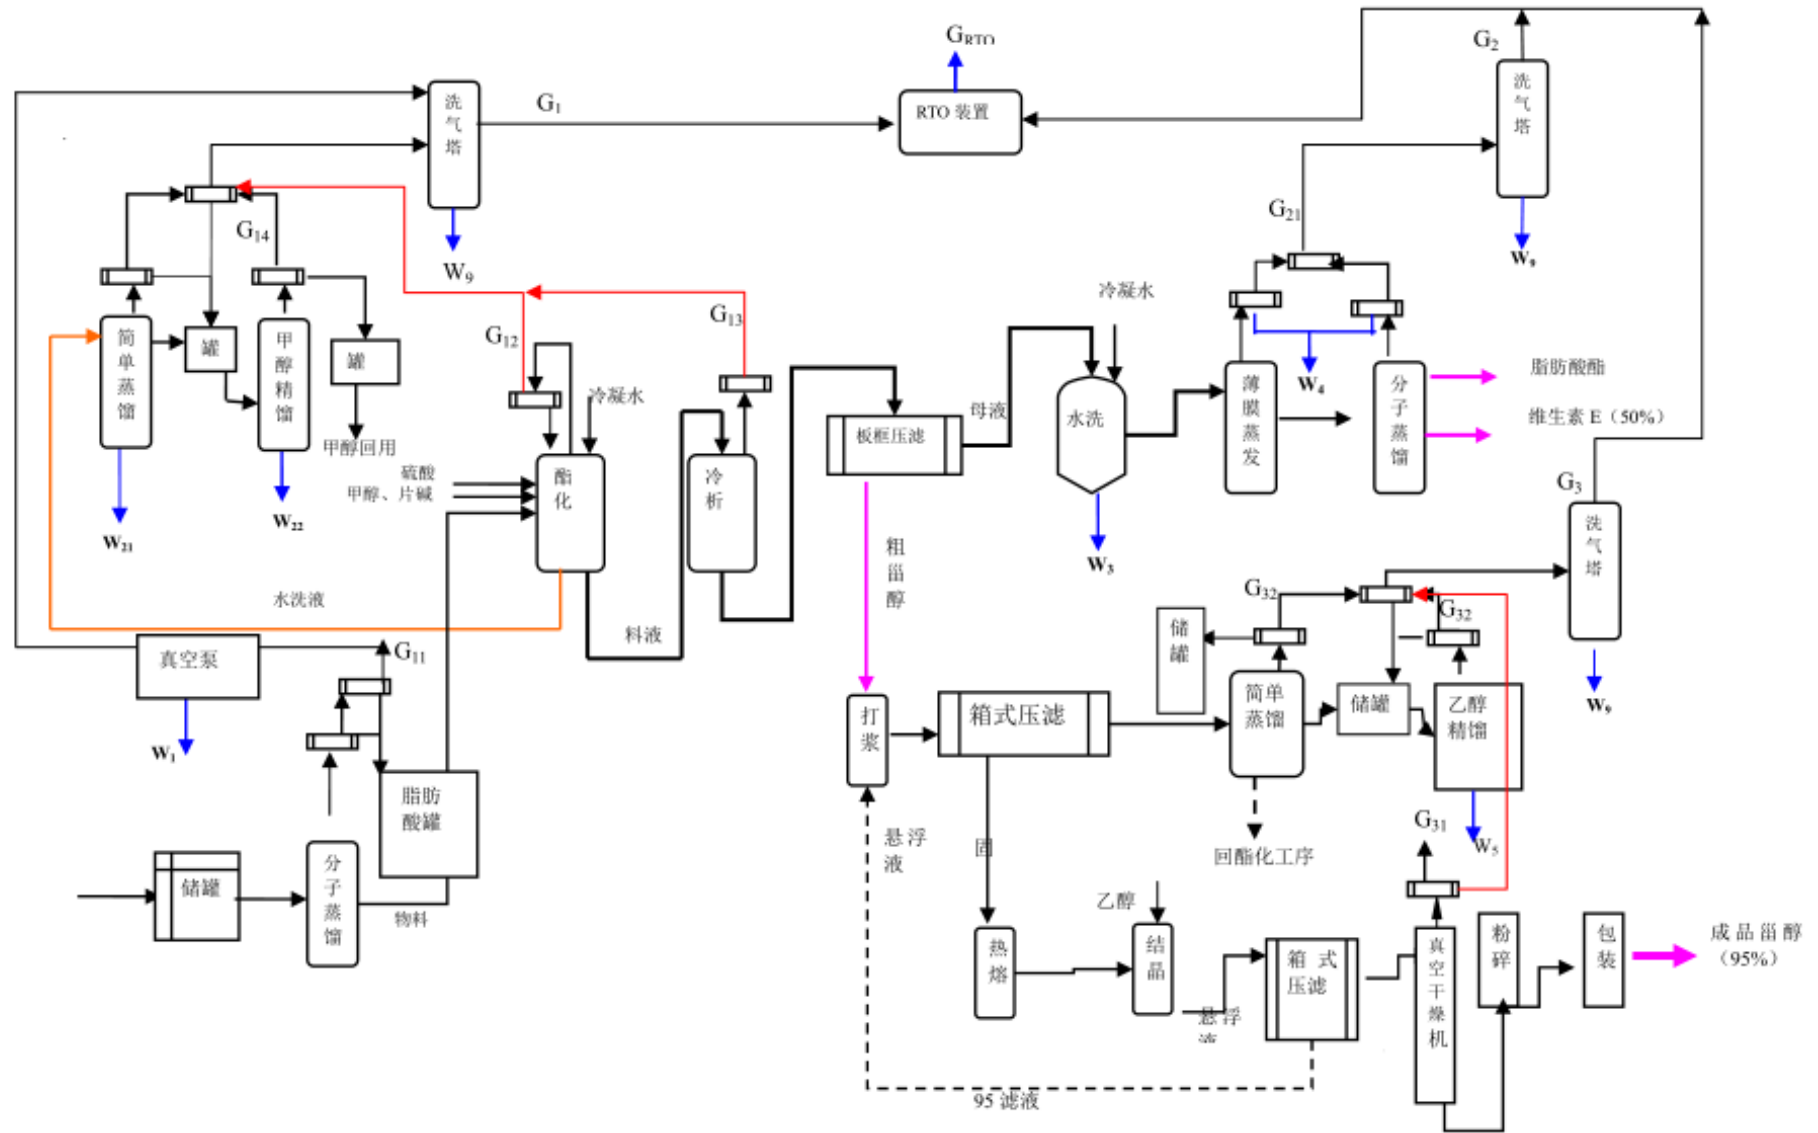 G_RTO
G₂
RTO 装置
洗气塔
G₁
洗气塔
G₁₄
W₉
G₂₁
W₉
冷凝水
G₁₂
G₁₃
简单蒸馏
罐
甲醇精馏
罐
甲醇回用
冷凝水
硫酸
甲醇、片碱
酯化
冷析
板框压滤
母液
水洗
薄膜蒸发
W₄
分子蒸馏
脂肪酸酯
维生素 E（50%）
W₂₁
W₂₂
W₃
G₃
洗气塔
粗甾醇
水洗液
料液
真空泵
G₁₁
W₁
储罐
G₃₂
G₃₂
简单蒸馏
储罐
乙醇精馏
W₉
打浆
箱式压滤
脂肪酸罐
悬浮液
固
回酯化工序
G₃₁
W₅
储罐
分子蒸馏
物料
乙醇
热熔
结晶
悬浮液
箱式压滤
真空干燥机
粉碎
包装
成品甾醇
（95%）
95 滤液